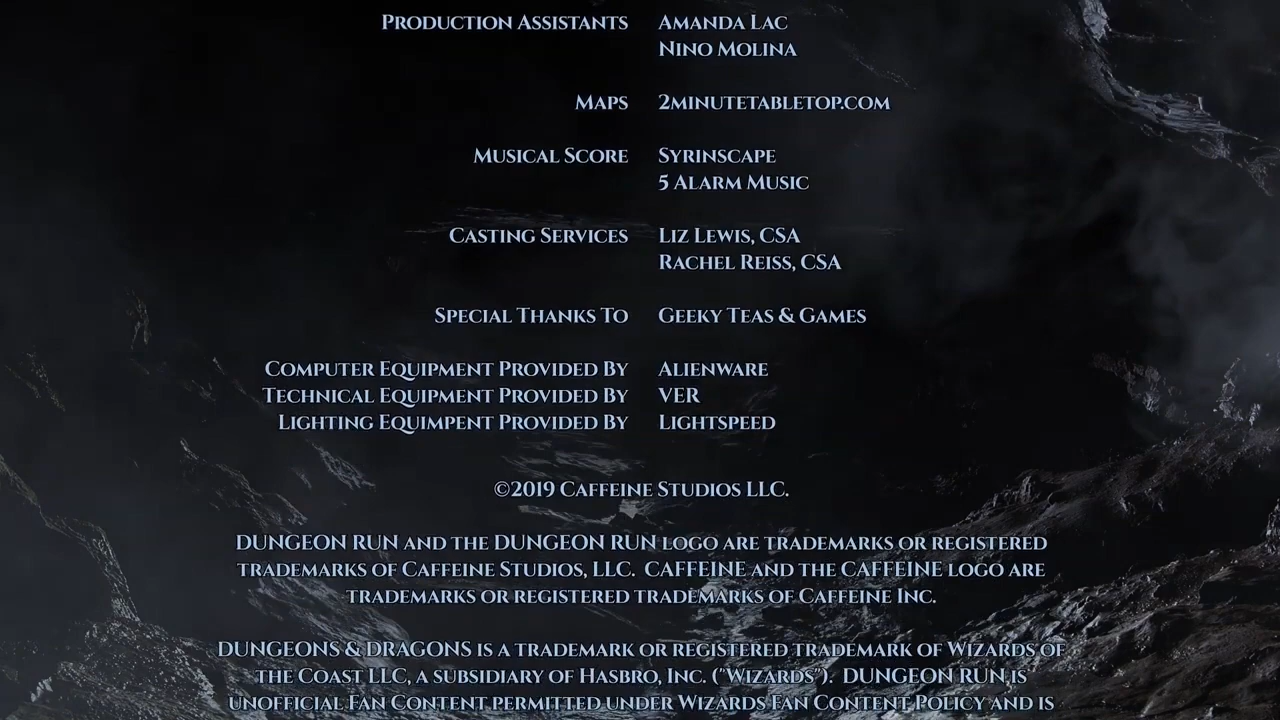 Production Assistants Amanda Lac
Nino Molina
Maps 2minutetabletop.com
Musical Score Syrinscape
5 Alarm Music
Casting Services Liz Lewis, CSA
Rachel Reiss, CSA
Special Thanks To Geeky Teas & Games
Computer Equipment Provided By Alienware
Technical Equipment Provided By VER
Lighting Equimpent Provided By Lightspeed
©2019 Caffeine Studios LLC.
DUNGEON RUN and the DUNGEON RUN logo are trademarks or registered
trademarks of Caffeine Studios, LLC. CAFFEINE and the CAFFEINE logo are
trademarks or registered trademarks of Caffeine Inc.
DUNGEONS & DRAGONS is a trademark or registered trademark of Wizards of
the Coast LLC, a subsidiary of Hasbro, Inc. ("Wizards"). DUNGEON RUN is
unofficial Fan Content permitted under Wizards Fan Content Policy and is